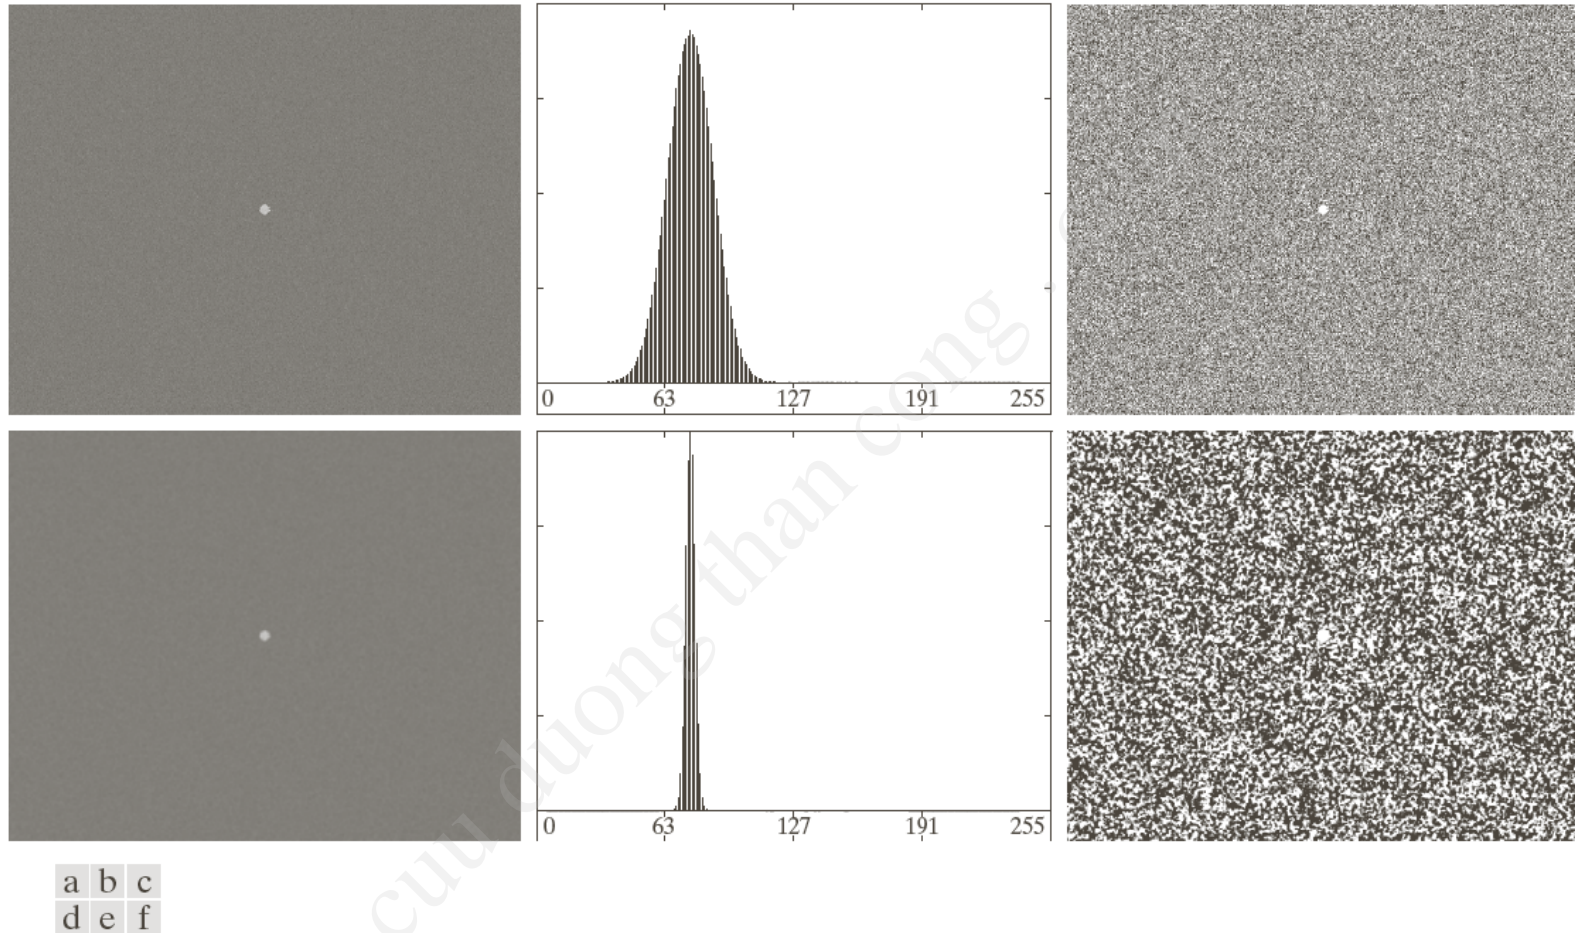 0 63 127 191 255
0 63 127 191 255
cuu duong than cong . c
a b c
d e f